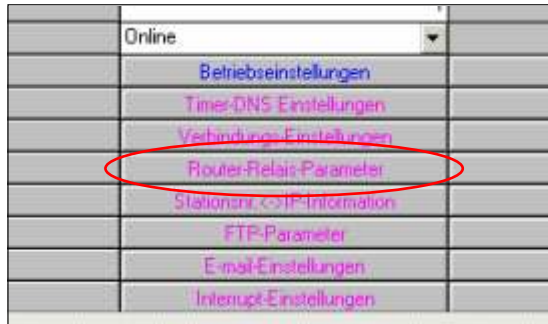 Online
Betriebseinstellungen
Timer-DNS Einstellungen
Verbindungs-Einstellungen
Router-Relais-Parameter
Stationsnr.<->IP-Information
FTP-Parameter
E-mail-Einstellungen
Interrupt-Einstellungen